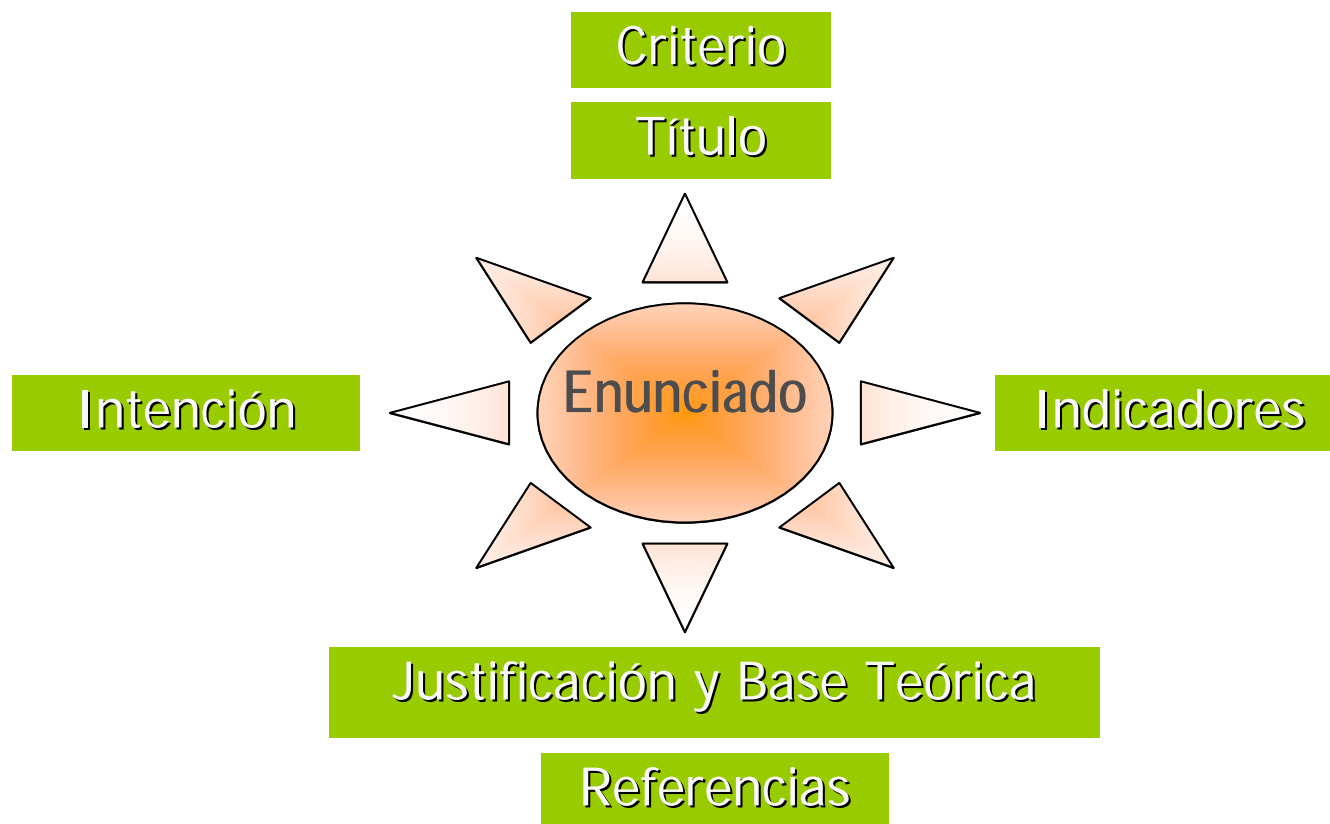 Criterio
Título
Enunciado
Intención
Indicadores
Justificación y Base Teórica
Referencias